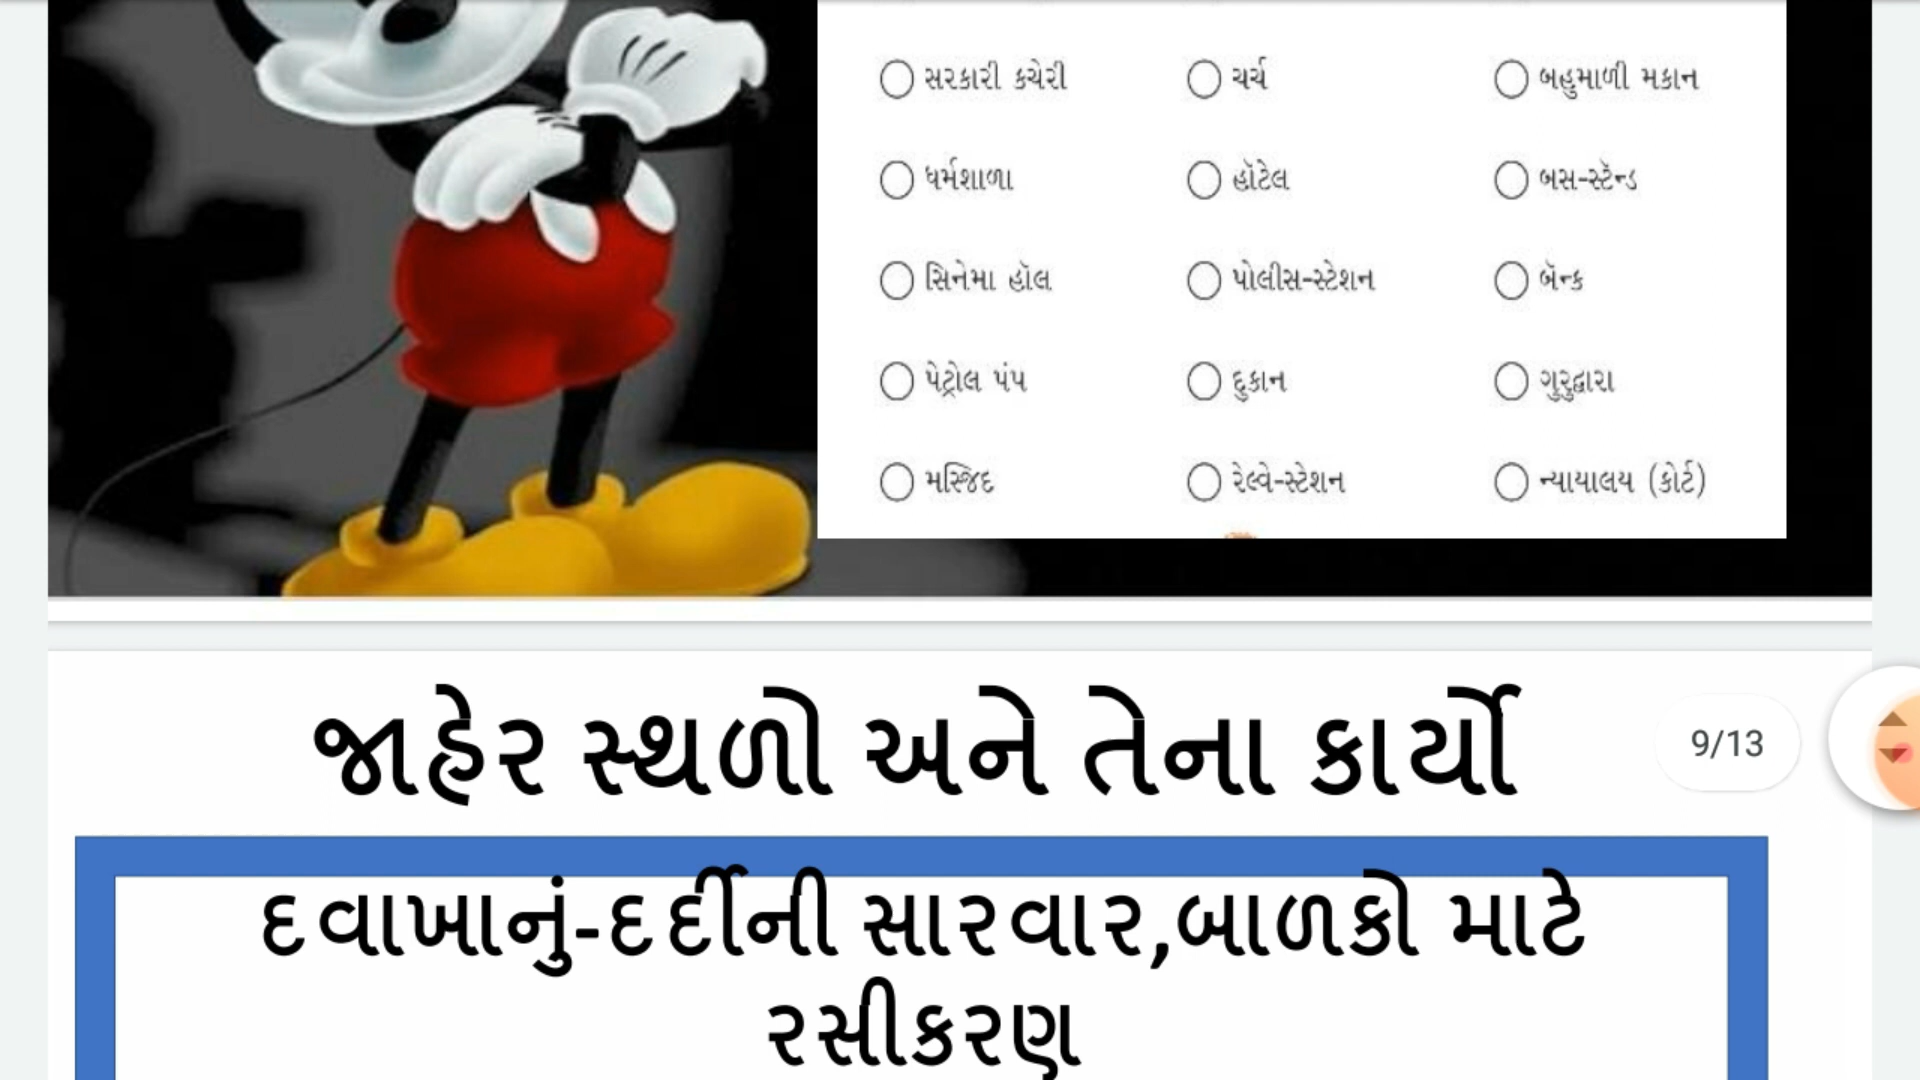 સરકારી કચેરી ચર્ચ બહુમાળી મકાન
ધર્મશાળા હૉટેલ બસ-સ્ટૅન્ડ
સિનેમા હૉલ પોલીસ-સ્ટેશન બૅન્ક
પેટ્રોલ પંપ દુકાન ગુરુદ્વારા
મસ્જિદ રેલ્વે-સ્ટેશન ન્યાયાલય (કોર્ટ)
જાહેર સ્થળો અને તેના કાર્યો
9/13
દવાખાનું-દર્દીની સારવાર,બાળકો માટે
રસીકરણ